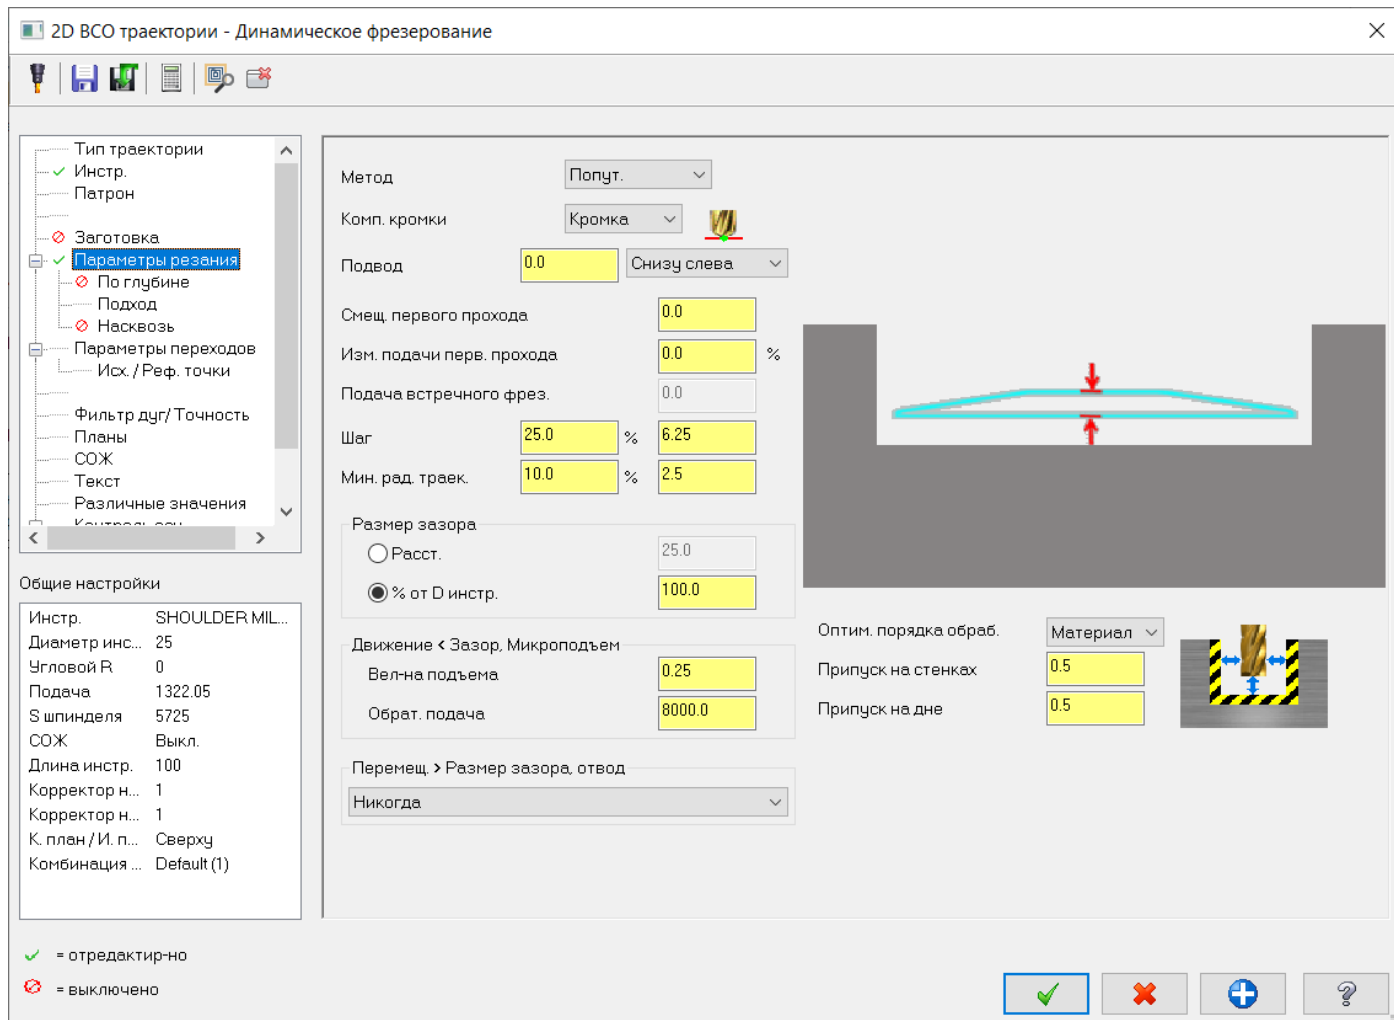 2D ВСО траектории - Динамическое фрезерование
Тип траектории
Инстр.
Патрон
Заготовка
Параметры резания
По глубине
Подход
Насквозь
Параметры переходов
Исх. / Реф. точки
Фильтр дуг/ Точность
Планы
СОЖ
Текст
Различные значения
Общие настройки
Инстр. SHOULDER MIL...
Диаметр инс... 25
Угловой R 0
Подача 1322.05
S шпинделя 5725
СОЖ Выкл.
Длина инстр. 100
Корректор н... 1
Корректор н... 1
К. план / И. п... Сверху
Комбинация ... Default (1)
= отредактир-но
= выключено
Метод Попут.
Комп. кромки Кромка
Подвод 0.0 Снизу слева
Смещ. первого прохода 0.0
Изм. подачи перв. прохода 0.0 %
Подача встречного фрез. 0.0
Шаг 25.0 % 6.25
Мин. рад. траек. 10.0 % 2.5
Размер зазора
Расст. 25.0
% от D инстр. 100.0
Движение < Зазор, Микроподъем
Вел-на подъема 0.25
Обрат. подача 8000.0
Перемещ. > Размер зазора, отвод
Никогда
Оптим. порядка обраб. Материал
Припуск на стенках 0.5
Припуск на дне 0.5